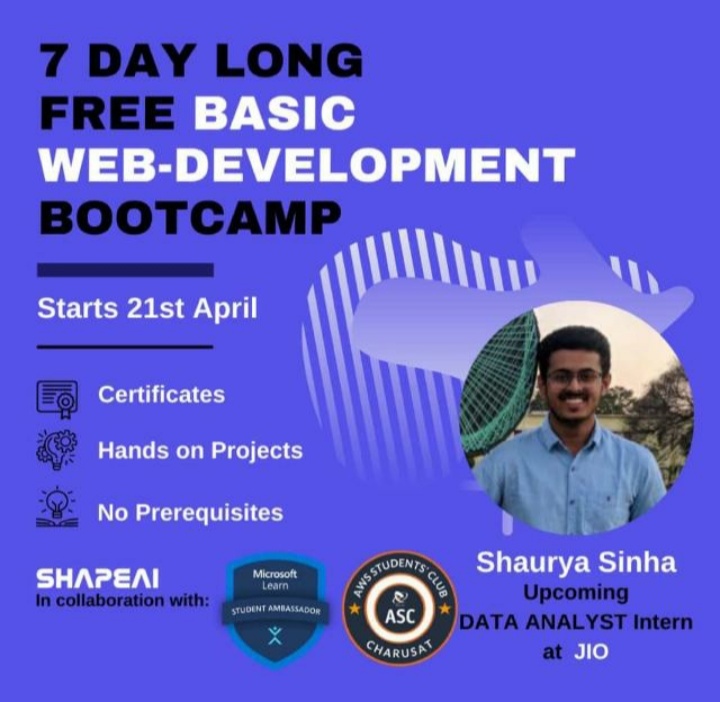 7 DAY LONG
FREE BASIC
WEB-DEVELOPMENT
BOOTCAMP
Starts 21st April
Certificates
Hands on Projects
No Prerequisites
SHAPEAI
In collaboration with:
Microsoft
Learn
STUDENT AMBASSADOR
AWS STUDENTS' CLUB
ASC
CHARUSAT
Shaurya Sinha
Upcoming
DATA ANALYST Intern
at JIO